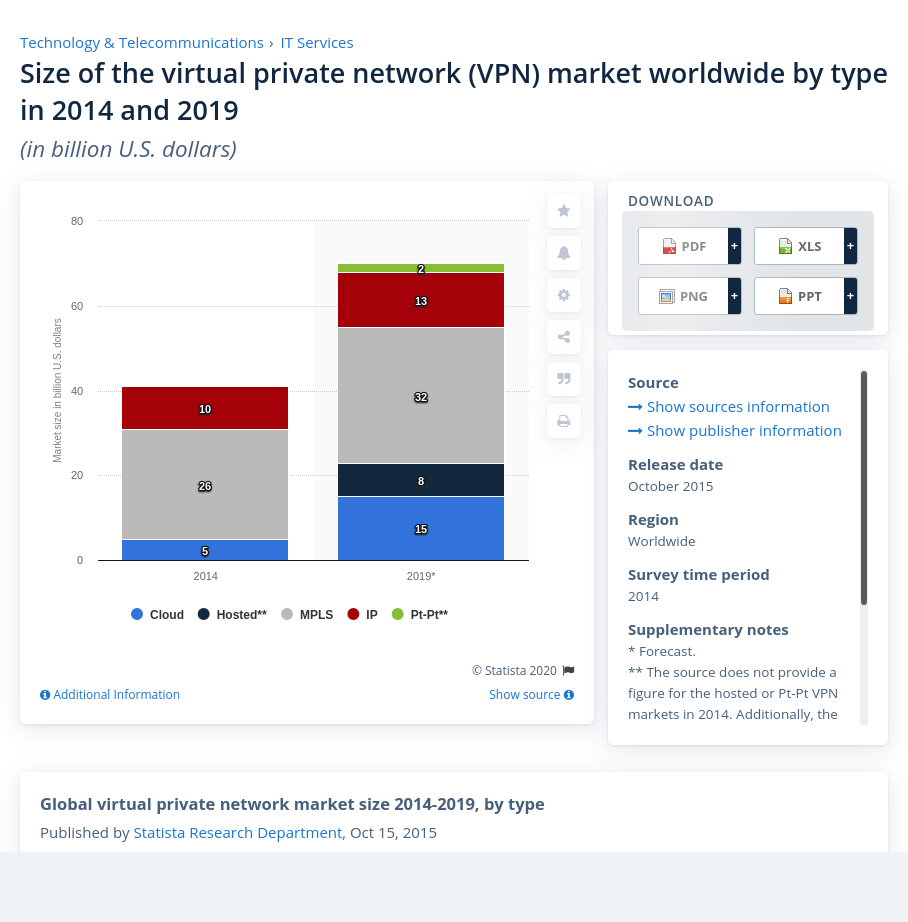 Technology & Telecommunications › IT Services
Size of the virtual private network (VPN) market worldwide by type
in 2014 and 2019
(in billion U.S. dollars)
80
60
40
20
0
Market size in billion U.S. dollars
10
26
5
2
13
32
8
15
2014
2019*
Cloud
Hosted**
MPLS
IP
Pt-Pt**
© Statista 2020
Additional Information
Show source
DOWNLOAD
PDF +
XLS +
PNG +
PPT +
Source
Show sources information
Show publisher information
Release date
October 2015
Region
Worldwide
Survey time period
2014
Supplementary notes
* Forecast.
** The source does not provide a
figure for the hosted or Pt-Pt VPN
markets in 2014. Additionally, the
Global virtual private network market size 2014-2019, by type
Published by Statista Research Department, Oct 15, 2015